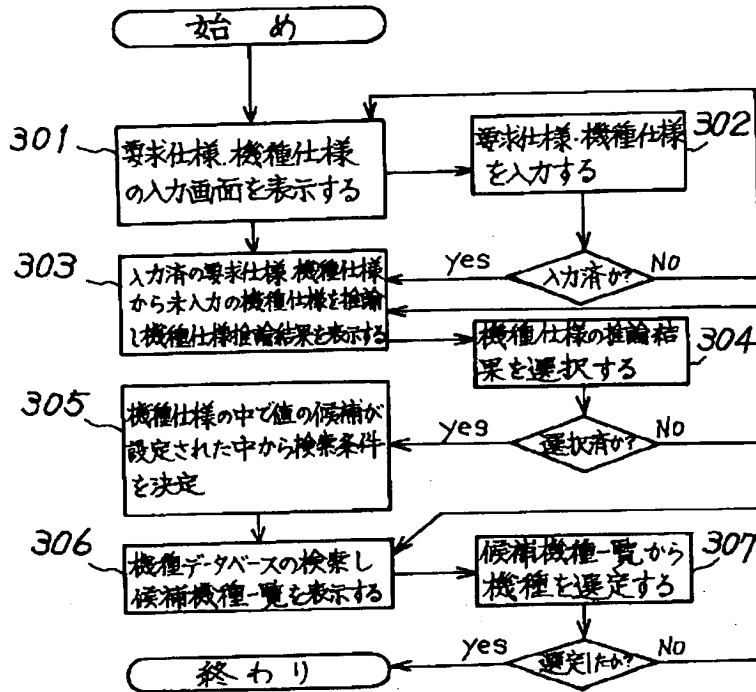 始め
301
要求仕様.機種仕様
の入力画面を表示する
302
要求仕様.機種仕様
を入力する
入力済か?
yes
No
303
入力済の要求仕様.機種仕様
から未入力の機種仕様を推論
し機種仕様推論結果を表示する
304
機種仕様の推論結
果を選択する
選択済か?
yes
No
305
機種仕様の中で値の候補が
設定された中から検索条件
を決定
306
機種データベースの検索し
候補機種一覧を表示する
307
候補機種一覧から
機種を選定する
選定したか?
yes
No
終わり